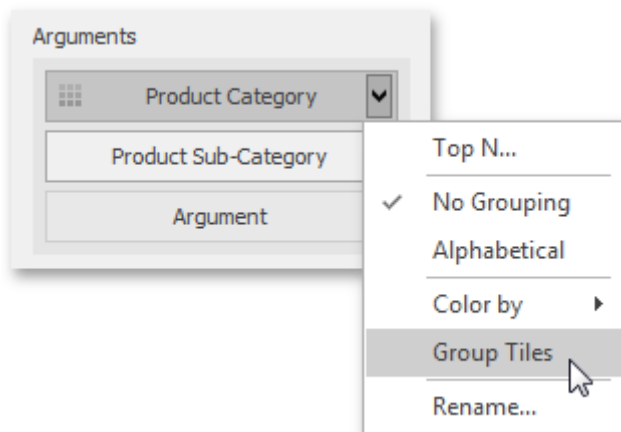 Arguments
Product Category
Product Sub-Category
Argument
Top N...
No Grouping
Alphabetical
Color by
Group Tiles
Rename...